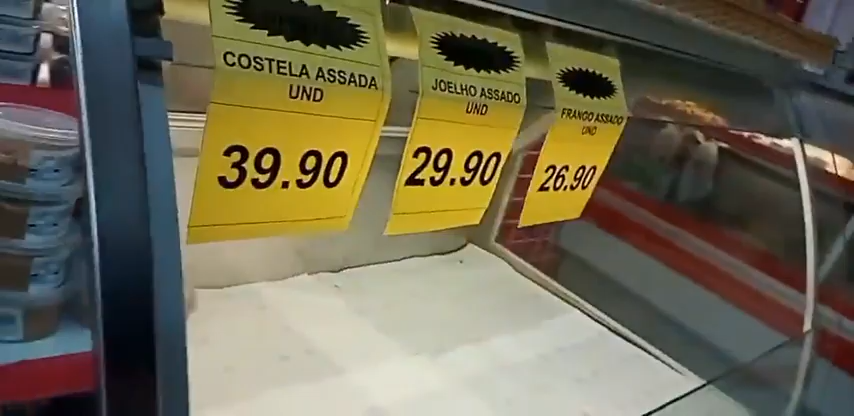 COSTELA ASSADA
UND
39.90
JOELHO ASSADO
UND
29.90
FRANGO ASSADO
UND
26.90